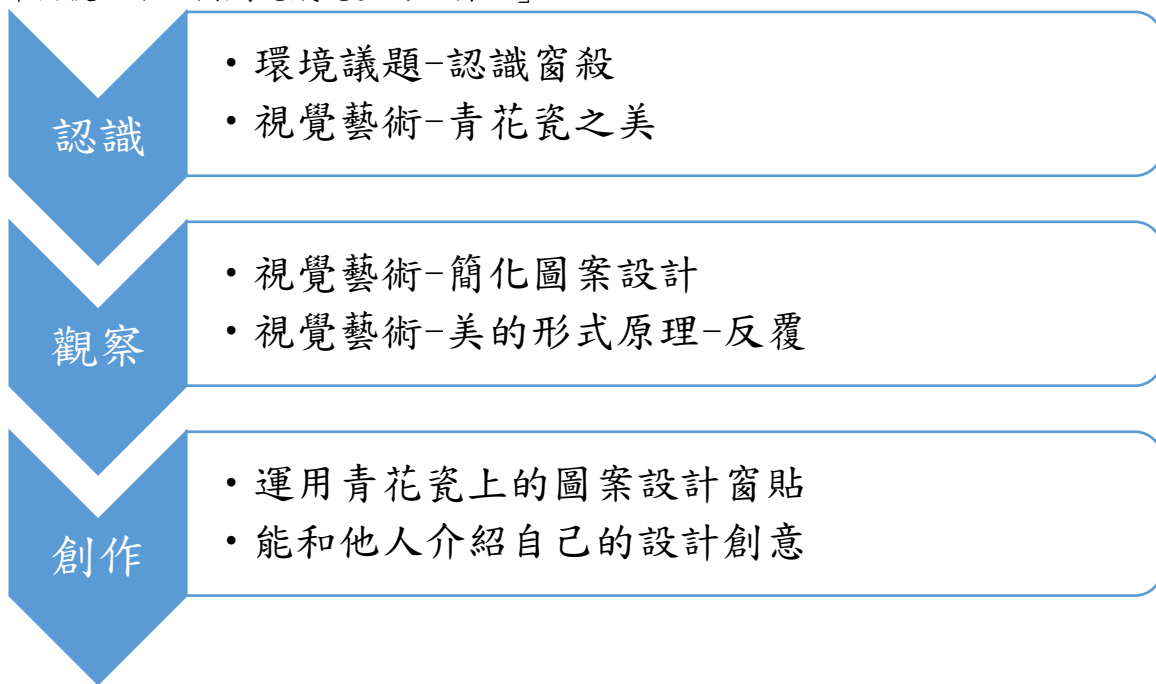 認識
•環境議題-認識窗殺
•視覺藝術-青花瓷之美
觀察
•視覺藝術-簡化圖案設計
•視覺藝術-美的形式原理-反覆
創作
•運用青花瓷上的圖案設計窗貼
•能和他人介紹自己的設計創意